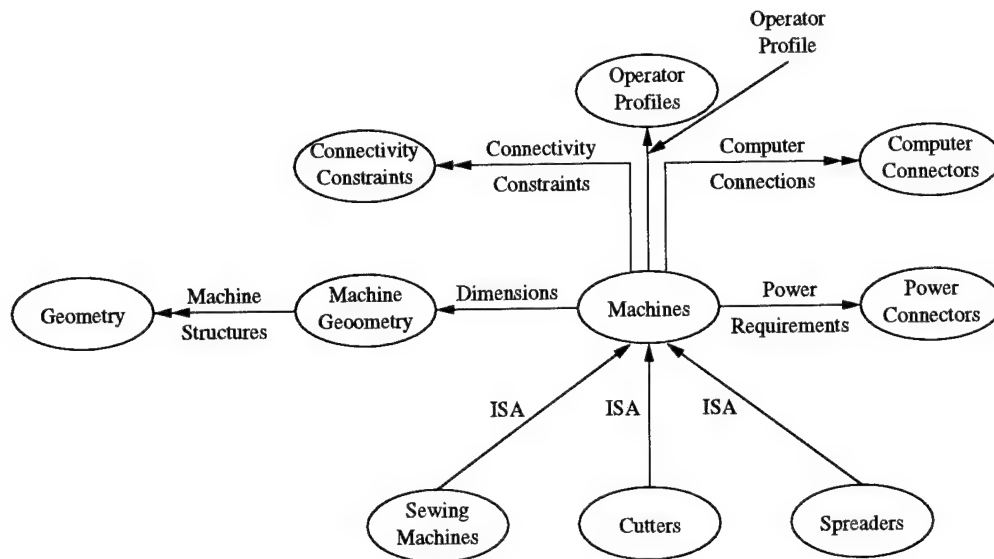 Operator
Profile
Operator
Profiles
Connectivity
Constraints
Connectivity
Constraints
Computer
Connections
Computer
Connectors
Geometry
Machine
Structures
Machine
Geoometry
Dimensions
Machines
Power
Requirements
Power
Connectors
ISA
ISA
ISA
Sewing
Machines
Cutters
Spreaders